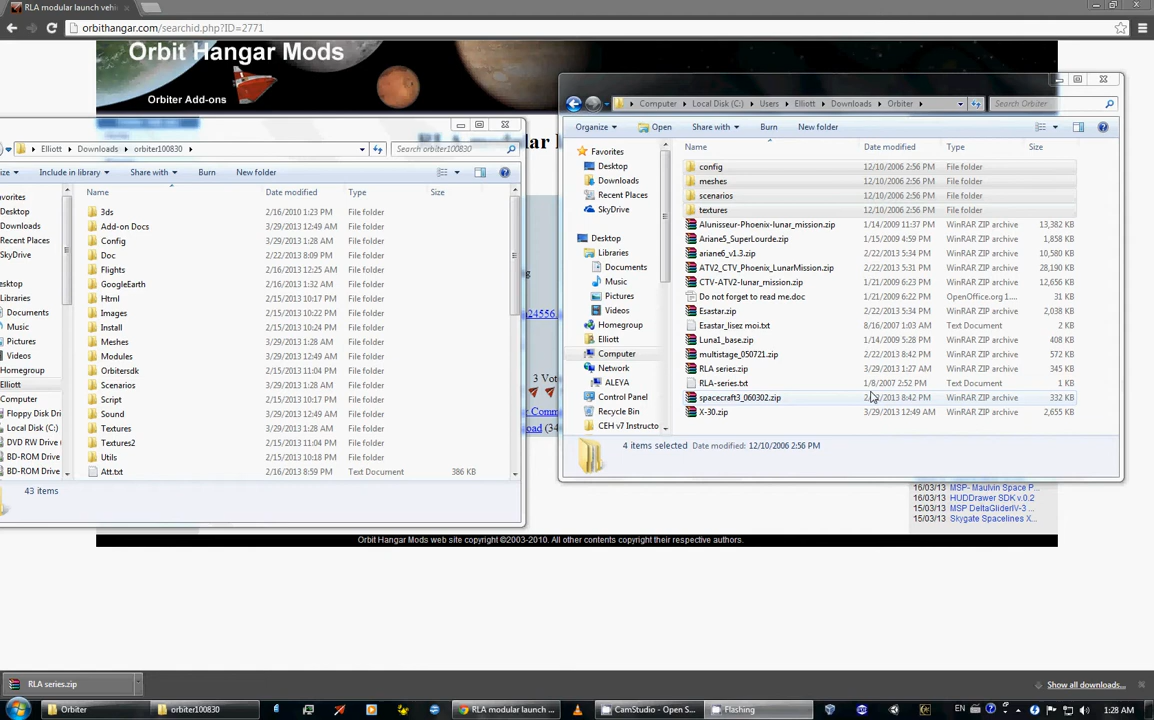 RLA modular launch vehi
orbithangar.com/searchid.php?ID=2771
Orbit Hangar Mods
Orbiter Add-ons
Elliott Downloads orbiter100830
Search orbiter100830
Include in library Share with Burn New folder
Name Date modified Type Size
3ds 2/16/2010 1:23 PM File folder
Add-on Docs 3/29/2013 12:49 AM File folder
Config 3/29/2013 1:28 AM File folder
Doc 2/22/2013 8:09 PM File folder
Flights 2/16/2013 12:25 AM File folder
GoogleEarth 3/29/2013 12:49 AM File folder
Html 2/15/2013 10:17 PM File folder
Images 2/15/2013 10:17 PM File folder
Install 2/15/2013 10:24 PM File folder
Meshes 3/29/2013 1:28 AM File folder
Modules 3/29/2013 12:49 AM File folder
Orbitersdk 2/15/2013 10:17 PM File folder
Scenarios 3/29/2013 1:28 AM File folder
Script 2/15/2013 10:17 PM File folder
Sound 3/29/2013 12:49 AM File folder
Textures 3/29/2013 1:28 AM File folder
Textures2 2/15/2013 11:04 PM File folder
Utils 2/15/2013 11:04 PM File folder
Att.txt 2/16/2013 8:59 PM Text Document 386 KB
43 items
Desktop
Downloads
Recent Places
SkyDrive
Libraries
Documents
Music
Pictures
Videos
Homegroup
Elliott
Computer
Floppy Disk Dri
Local Disk (C:)
DVD RW Drive (
BD-ROM Drive (
BD-ROM Drive (
Computer Local Disk (C:) Users Elliott Downloads Orbiter
Search Orbiter
Organize Open Share with Burn New folder
Favorites
Desktop
Downloads
Recent Places
SkyDrive
Desktop
Libraries
Documents
Music
Pictures
Videos
Homegroup
Elliott
Computer
Network
ALEYA
Control Panel
Recycle Bin
CEH v7 Instructo
Name Date modified Type Size
config 12/10/2006 2:56 PM File folder
meshes 12/10/2006 2:56 PM File folder
scenarios 12/10/2006 2:56 PM File folder
textures 12/10/2006 2:56 PM File folder
Alunisseur-Phoenix-lunar_mission.zip 1/14/2009 11:37 PM WinRAR ZIP archive 13,382 KB
Ariane5_SuperLourde.zip 1/15/2009 4:59 PM WinRAR ZIP archive 1,858 KB
ariane6_v1.3.zip 2/22/2013 5:34 PM WinRAR ZIP archive 10,580 KB
ATV2_CTV_Phoenix_LunarMission.zip 2/22/2013 5:31 PM WinRAR ZIP archive 28,190 KB
CTV-ATV2-lunar_mission.zip 1/21/2009 6:23 PM WinRAR ZIP archive 12,656 KB
Do not forget to read me.doc 1/21/2009 6:22 PM OpenOffice.org 1.... 31 KB
Esastar.zip 2/22/2013 5:34 PM WinRAR ZIP archive 2,038 KB
Esastar_lisez moi.txt 8/16/2007 1:03 AM Text Document 2 KB
Luna1_base.zip 1/14/2009 5:28 PM WinRAR ZIP archive 408 KB
multistage_050721.zip 2/22/2013 8:42 PM WinRAR ZIP archive 572 KB
RLA series.zip 3/29/2013 1:27 AM WinRAR ZIP archive 345 KB
RLA-series.txt 1/8/2007 2:52 PM Text Document 1 KB
spacecraft3_060302.zip 8:42 PM WinRAR ZIP archive 332 KB
X-30.zip 3/29/2013 12:49 AM WinRAR ZIP archive 2,655 KB
4 items selected Date modified: 12/10/2006 2:56 PM
3 Vot
MSP- Maulvin Space P...
16/03/13 HUDDrawer SDK v.0.2
15/03/13 MSP DeltaGliderIV-3 ...
15/03/13 Skygate Spacelines X...
Orbit Hangar Mods web site copyright ©2003-2010. All other contents copyright their respective authors.
RLA series.zip
Show all downloads...
Orbiter
orbiter100830
RLA modular launch ...
CamStudio - Open S...
Flashing
EN
1:28 AM